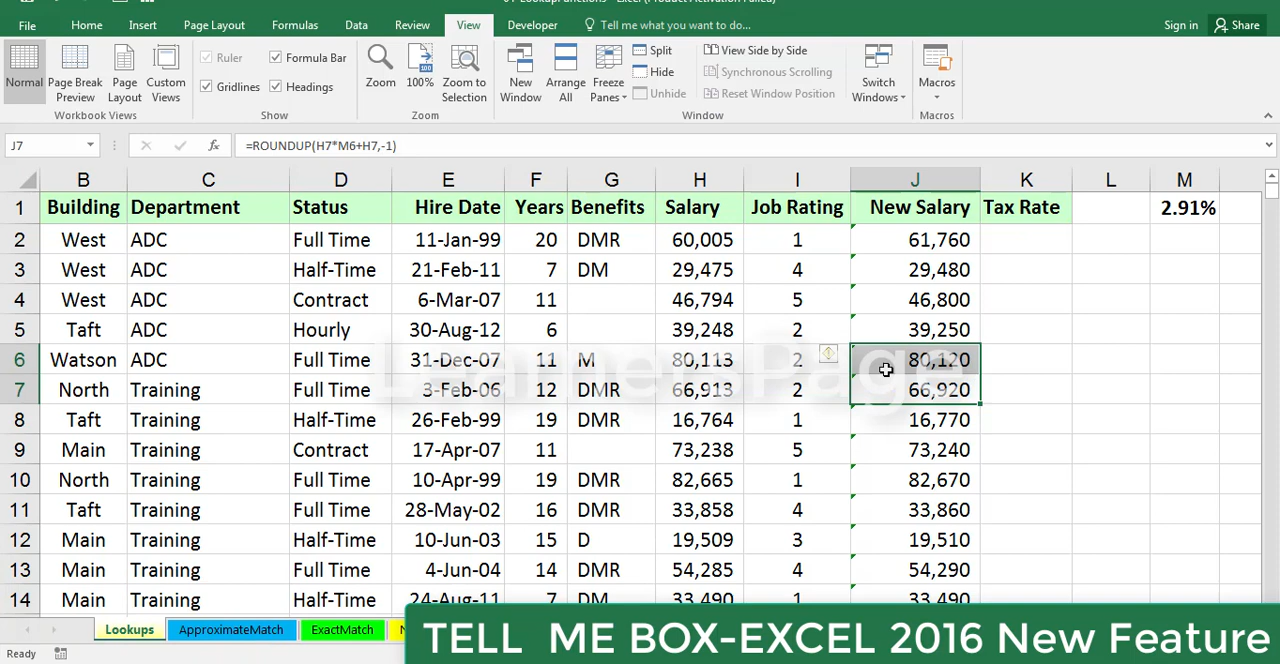 File Home Insert Page Layout Formulas Data Review View Developer Tell me what you want to do... Sign in Share
Normal Page Break Preview Page Layout Custom Views
Workbook Views
Ruler Formula Bar
Gridlines Headings
Show
Zoom 100% Zoom to Selection
Zoom
New Window Arrange All Freeze Panes
Split
Hide
Unhide
View Side by Side
Synchronous Scrolling
Reset Window Position
Switch Windows
Window
Macros
Macros
J7 fx =ROUNDUP(H7*M6+H7,-1)
B C D E F G H I J K L M
1 Building Department Status Hire Date Years Benefits Salary Job Rating New Salary Tax Rate 2.91%
2 West ADC Full Time 11-Jan-99 20 DMR 60,005 1 61,760
3 West ADC Half-Time 21-Feb-11 7 DM 29,475 4 29,480
4 West ADC Contract 6-Mar-07 11 46,794 5 46,800
5 Taft ADC Hourly 30-Aug-12 6 39,248 2 39,250
6 Watson ADC Full Time 31-Dec-07 11 M 80,113 2 80,120
7 North Training Full Time 3-Feb-06 12 DMR 66,913 2 66,920
8 Taft Training Half-Time 26-Feb-99 19 DMR 16,764 1 16,770
9 Main Training Contract 17-Apr-07 11 73,238 5 73,240
10 North Training Full Time 10-Apr-99 19 DMR 82,665 1 82,670
11 Taft Training Full Time 28-May-02 16 DMR 33,858 4 33,860
12 Main Training Half-Time 10-Jun-03 15 D 19,509 3 19,510
13 Main Training Full Time 4-Jun-04 14 DMR 54,285 4 54,290
14 Main Training Half-Time 24-Aug-11 7 DM 33,490 1 33,490
LearnersPage
Lookups ApproximateMatch ExactMatch
TELL ME BOX-EXCEL 2016 New Feature
Ready